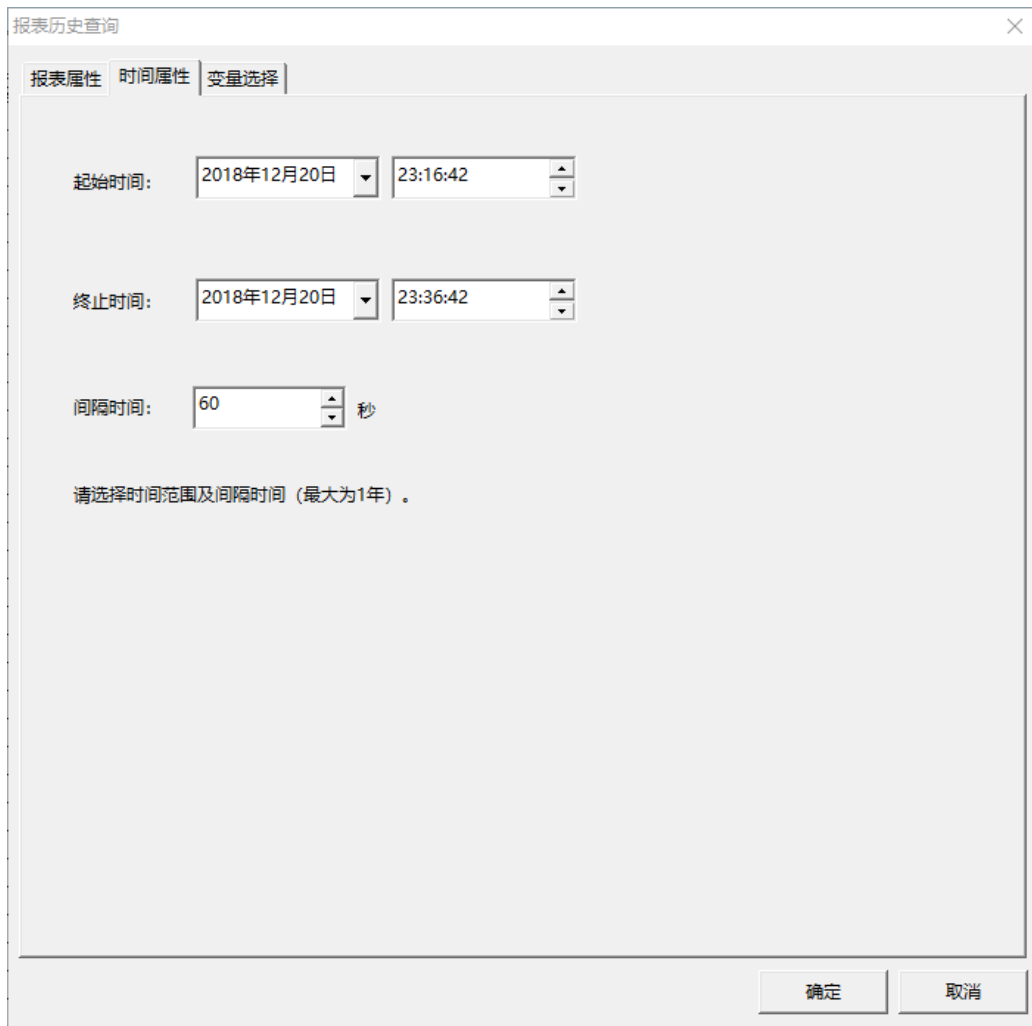 报表历史查询
报表属性 时间属性 变量选择
起始时间: 2018年12月20日 23:16:42
终止时间: 2018年12月20日 23:36:42
间隔时间: 60 秒
请选择时间范围及间隔时间（最大为1年）。
确定 取消